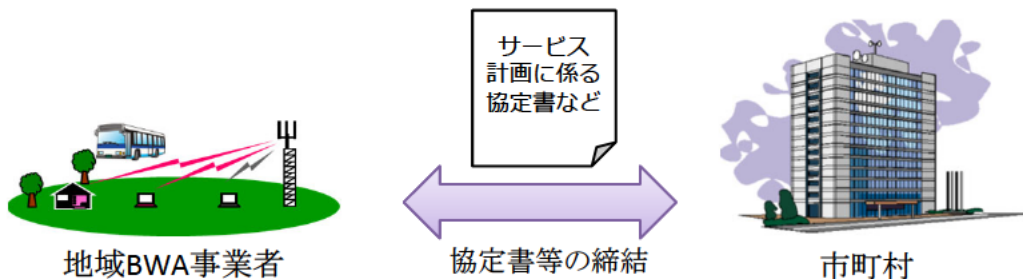 サービス
計画に係る
協定書など
地域BWA事業者
協定書等の締結
市町村